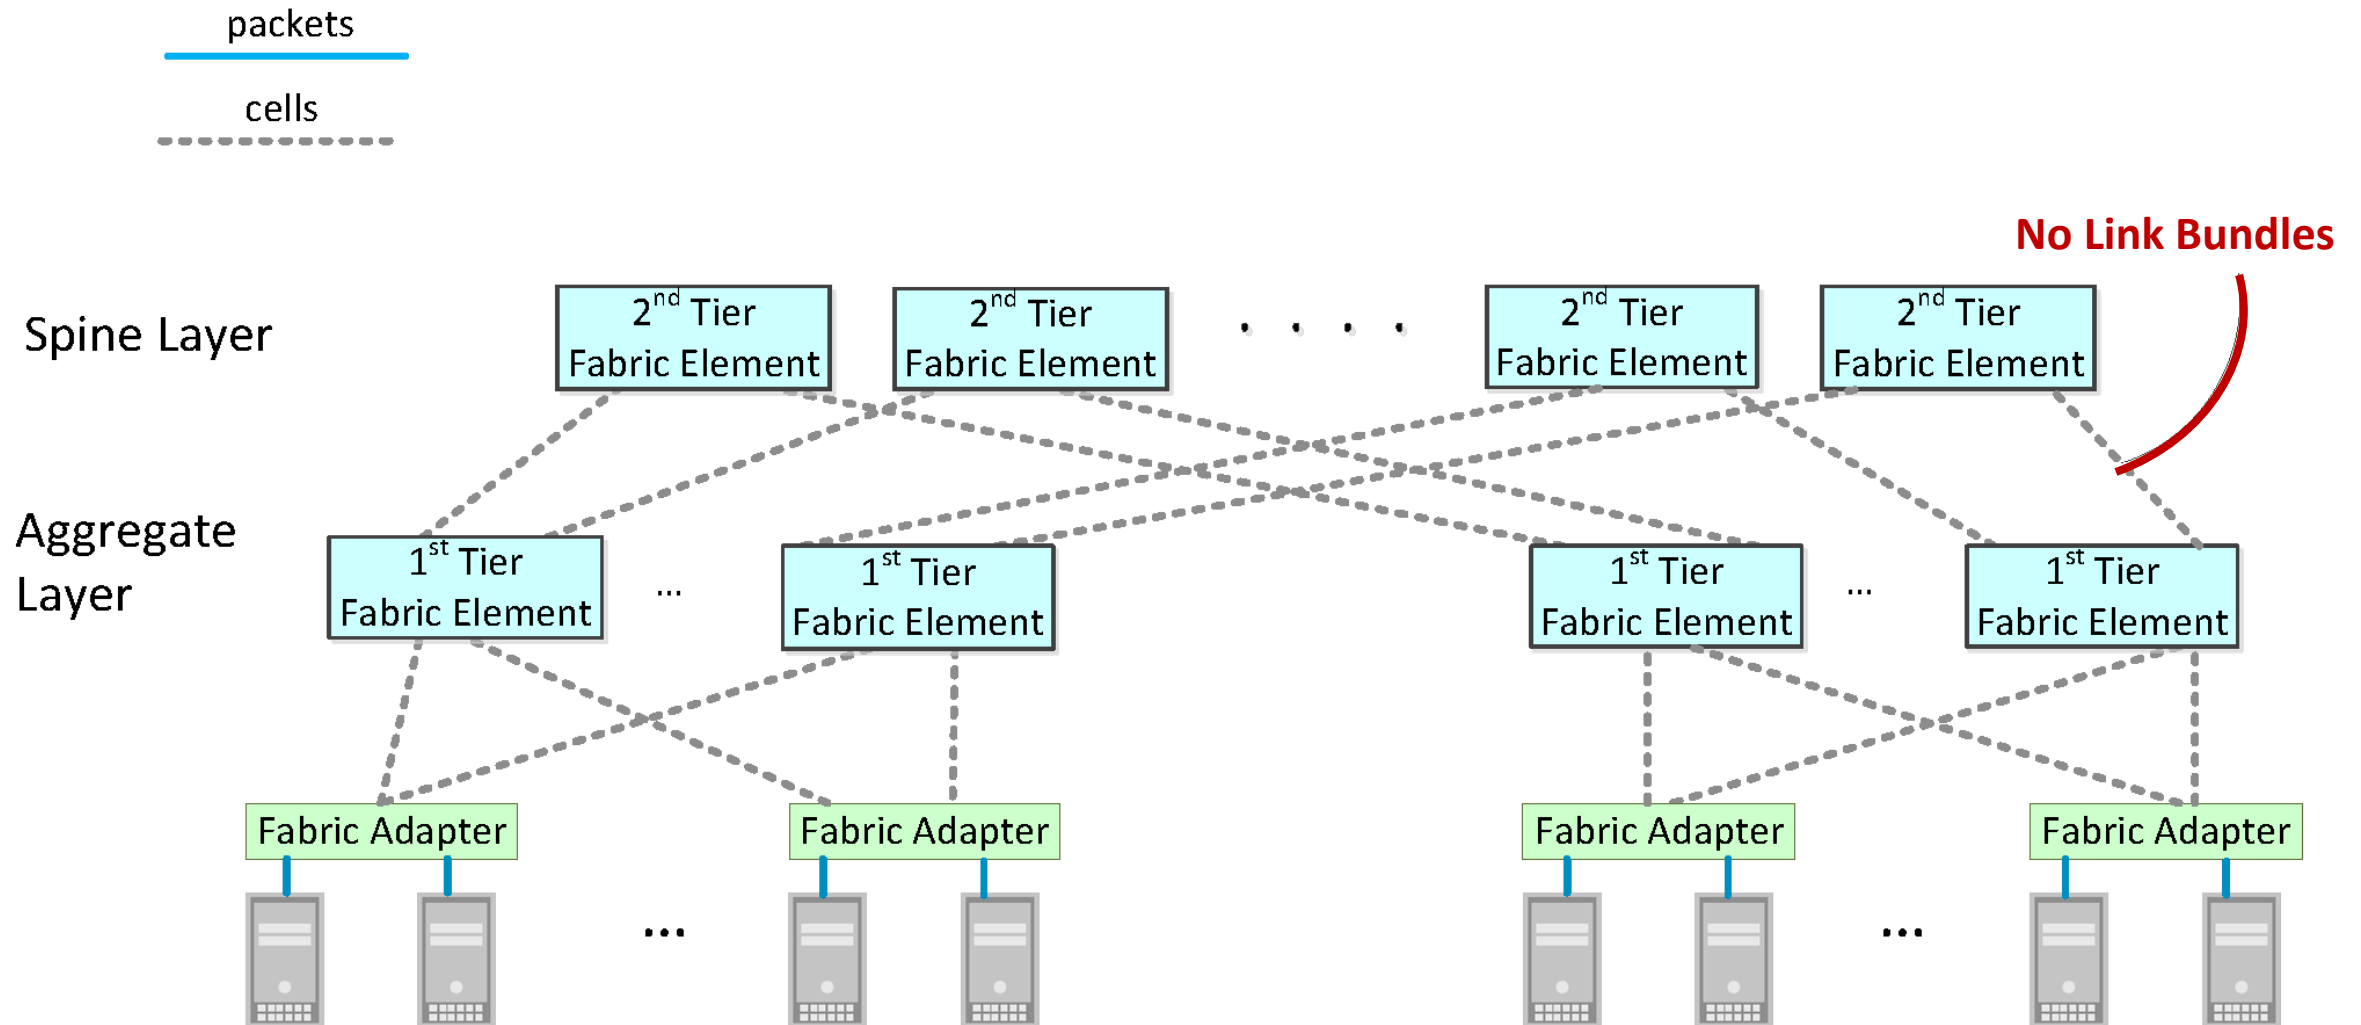 packets
cells
No Link Bundles
Spine Layer
2nd Tier
Fabric Element
2nd Tier
Fabric Element
. . . .
2nd Tier
Fabric Element
2nd Tier
Fabric Element
Aggregate
Layer
1st Tier
Fabric Element
...
1st Tier
Fabric Element
1st Tier
Fabric Element
...
1st Tier
Fabric Element
Fabric Adapter
Fabric Adapter
Fabric Adapter
Fabric Adapter
...
...